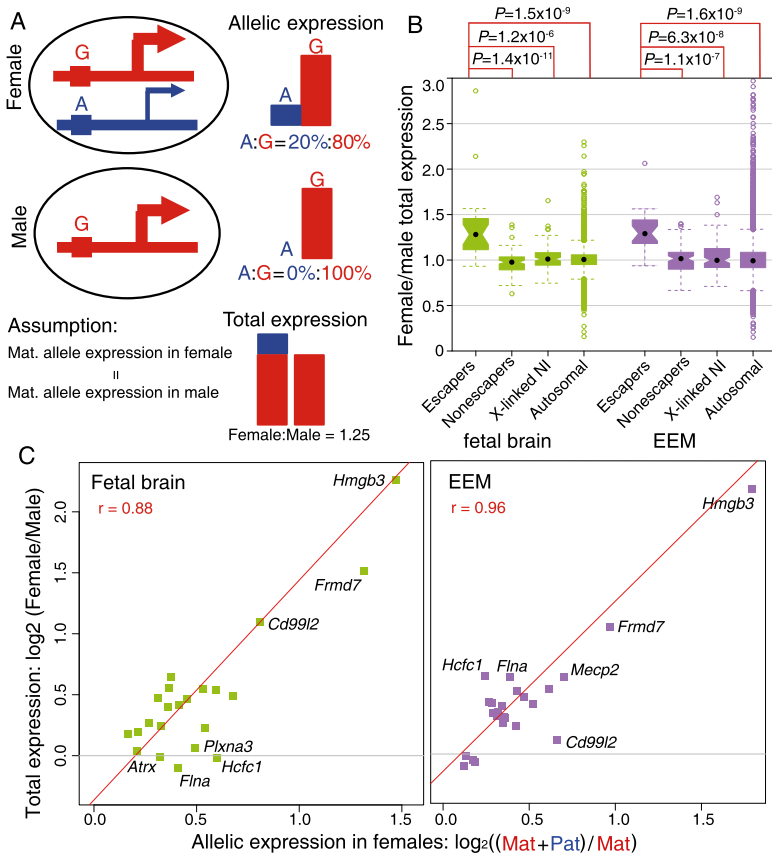 A
Female
G
A
Allelic expression
G
A
A:G=20%:80%
Male
G
G
A
A:G=0%:100%
Assumption:
Mat. allele expression in female
=
Mat. allele expression in male
Total expression
Female:Male = 1.25
B
P=1.5x10-9
P=1.2x10-6
P=1.4x10-11
P=1.6x10-9
P=6.3x10-8
P=1.1x10-7
Female/male total expression
3.0
2.5
2.0
1.5
1.0
0.5
0
Escapers
Nonescapers
X-linked NI
Autosomal
Escapers
Nonescapers
X-linked NI
Autosomal
fetal brain
EEM
C
Total expression: log2 (Female/Male)
2.0
1.5
1.0
0.5
0.0
Fetal brain
r = 0.88
Hmgb3
Frmd7
Cd99l2
Plxna3
Atrx
Hcfc1
Flna
0.0 0.5 1.0 1.5
EEM
r = 0.96
Hmgb3
Frmd7
Hcfc1 Flna
Mecp2
Cd99l2
0.0 0.5 1.0 1.5
Allelic expression in females: log2((Mat+Pat)/Mat)